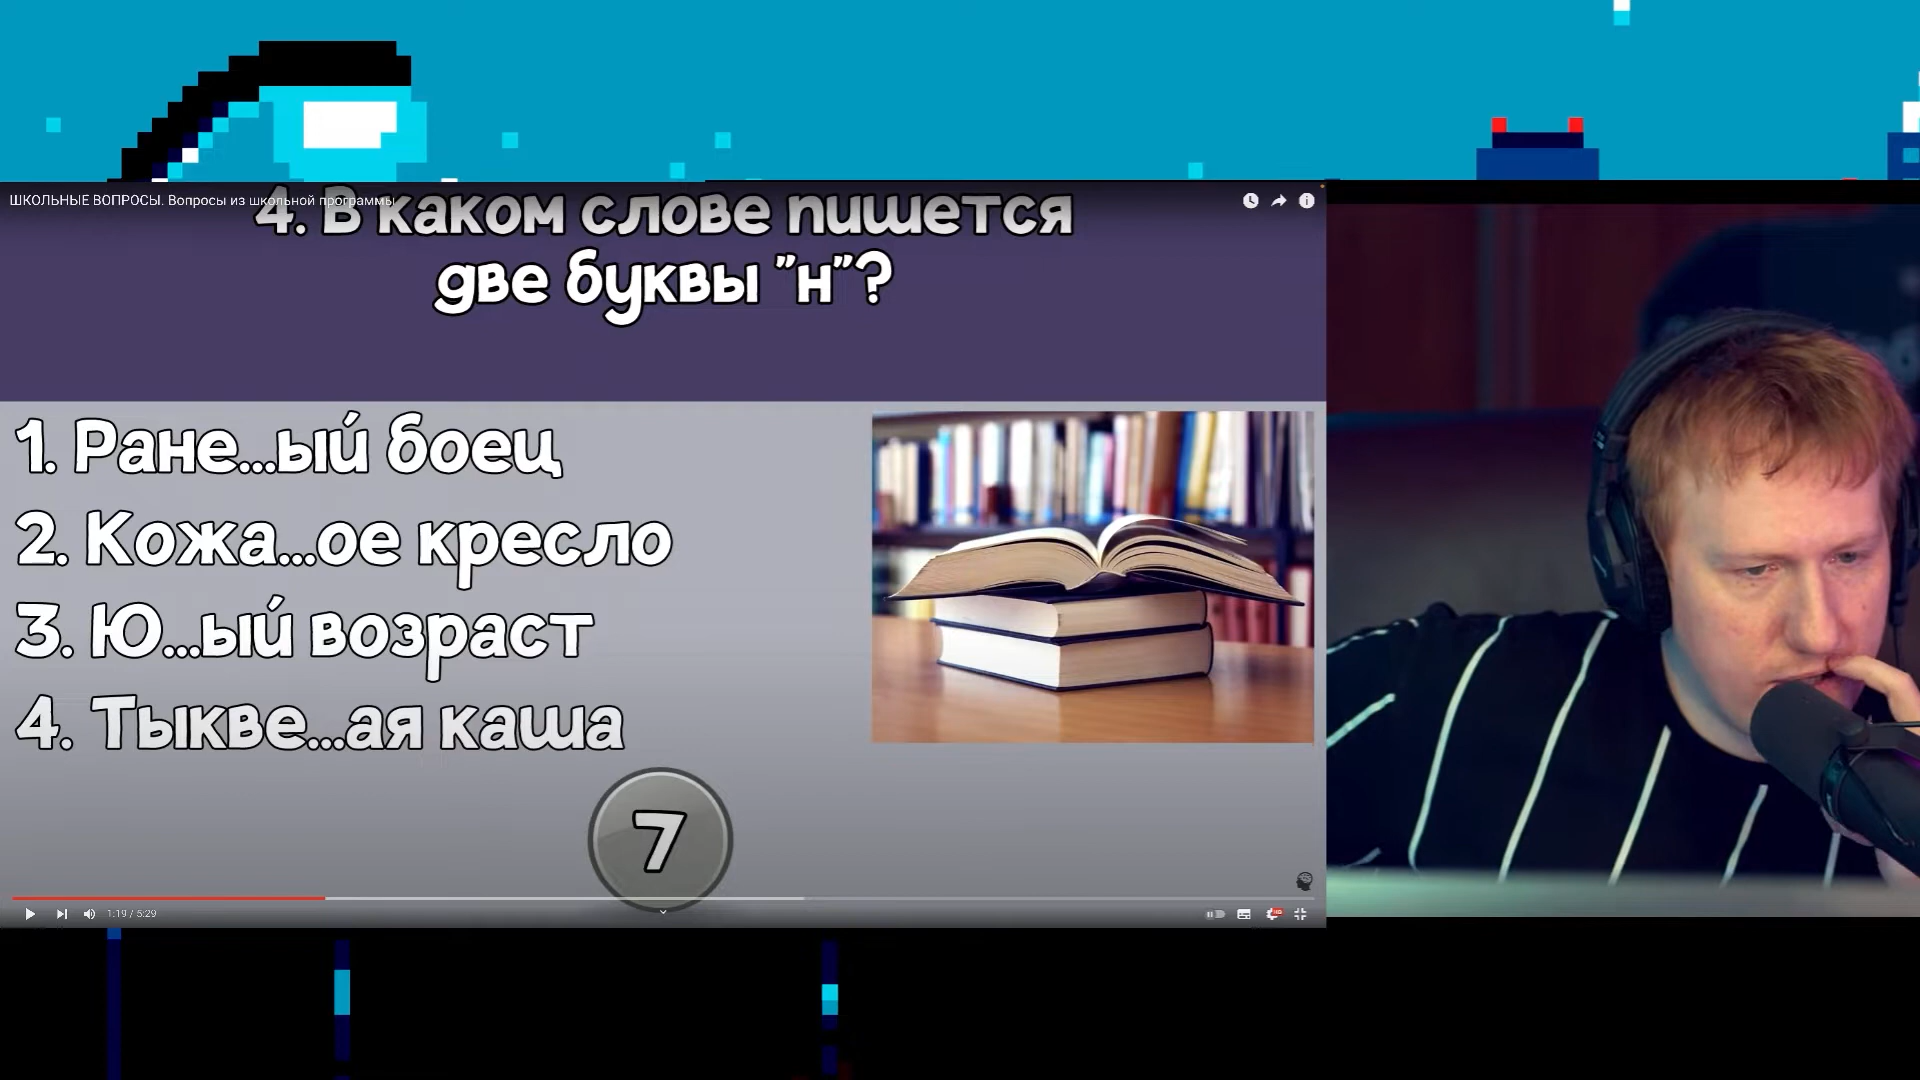 ШКОЛЬНЫЕ ВОПРОСЫ. Вопросы из школьной программы
4. В каком слове пишется
две буквы "н"?
1. Ране...ый боец
2. Кожа...ое кресло
3. Ю...ый возраст
4. Тыкве...ая каша
7
1:19 / 5:29